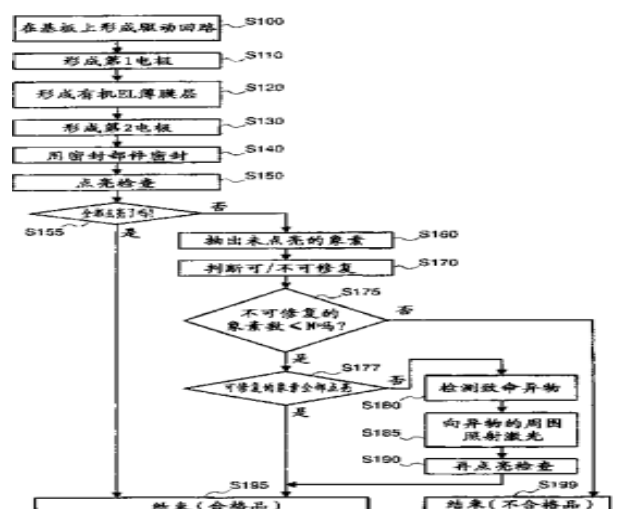 在基板上形成驱动回路
S100
形成第1电极
S110
形成有机EL薄膜层
S120
形成第2电极
S130
用密封部件密封
S140
点亮检查
S150
全部点亮了吗?
S155
否
是
抽出未点亮的象素
S160
判断可/不可修复
S170
S175
不可修复的
象素数<N吗?
否
是
S177
可修复的象素全部点亮
否
是
检测致命异物
S180
向异物的周围
照射激光
S185
S190
再点亮检查
S195
结束(合格品)
S199
结束(不合格品)